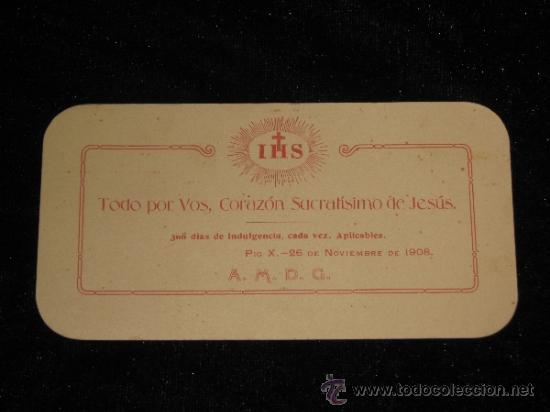 IHS
Todo por Vos, Corazón Sacratísimo de Jesús.
300 días de Indulgencia, cada vez. Aplicables.
Pio X.-26 de Noviembre de 1908.
A. M. D. G.
todocoleccion
www.todocoleccion.net